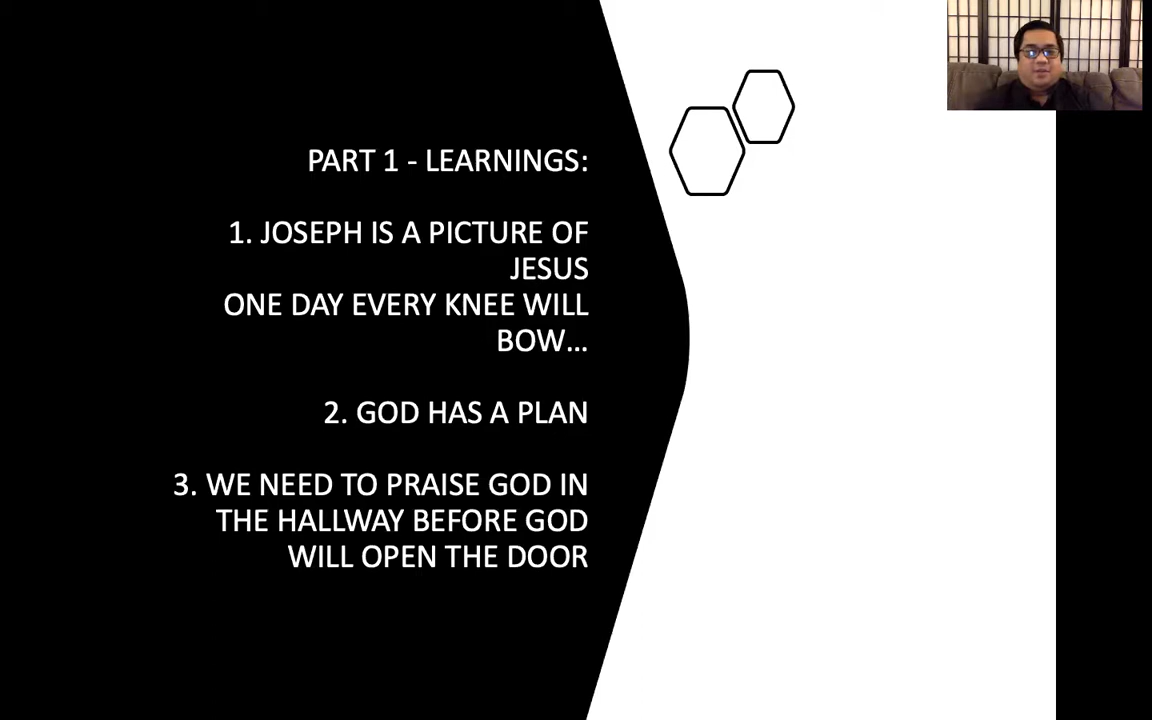 PART 1 - LEARNINGS:
1. JOSEPH IS A PICTURE OF
JESUS
ONE DAY EVERY KNEE WILL
BOW...
2. GOD HAS A PLAN
3. WE NEED TO PRAISE GOD IN
THE HALLWAY BEFORE GOD
WILL OPEN THE DOOR